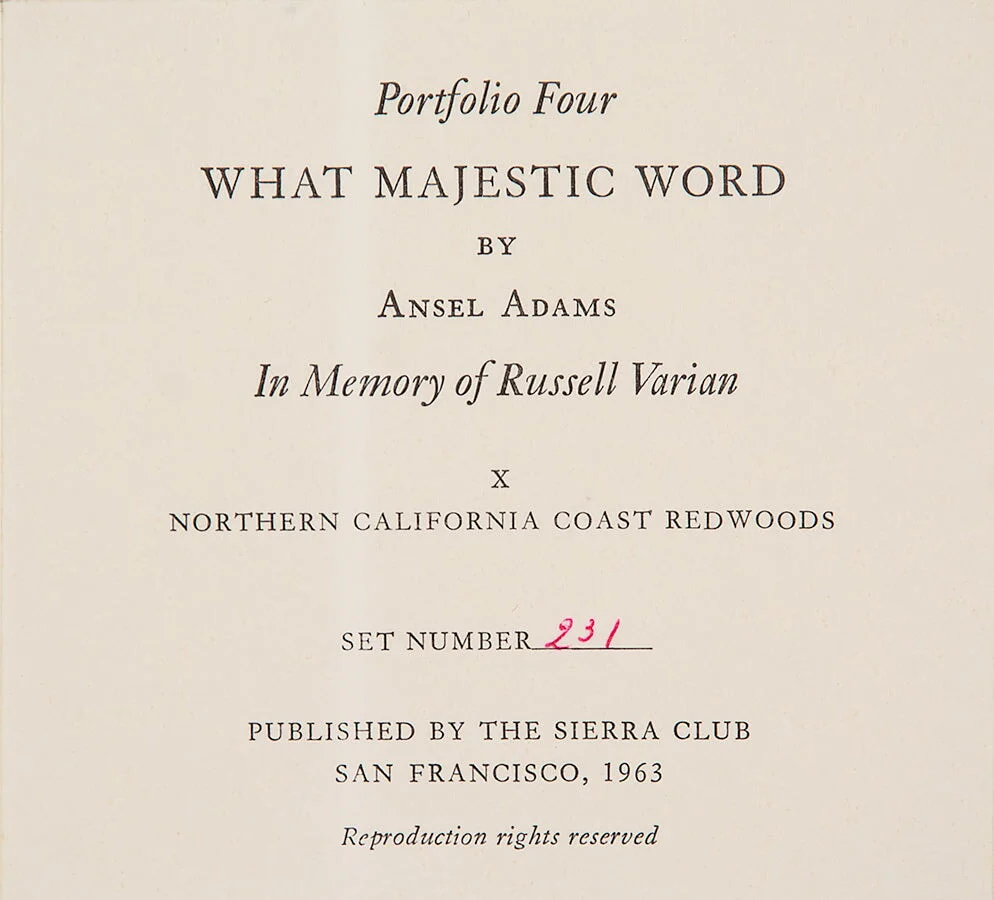 Portfolio Four
WHAT MAJESTIC WORD
BY
ANSEL ADAMS
In Memory of Russell Varian
X
NORTHERN CALIFORNIA COAST REDWOODS
SET NUMBER 231
PUBLISHED BY THE SIERRA CLUB
SAN FRANCISCO, 1963
Reproduction rights reserved